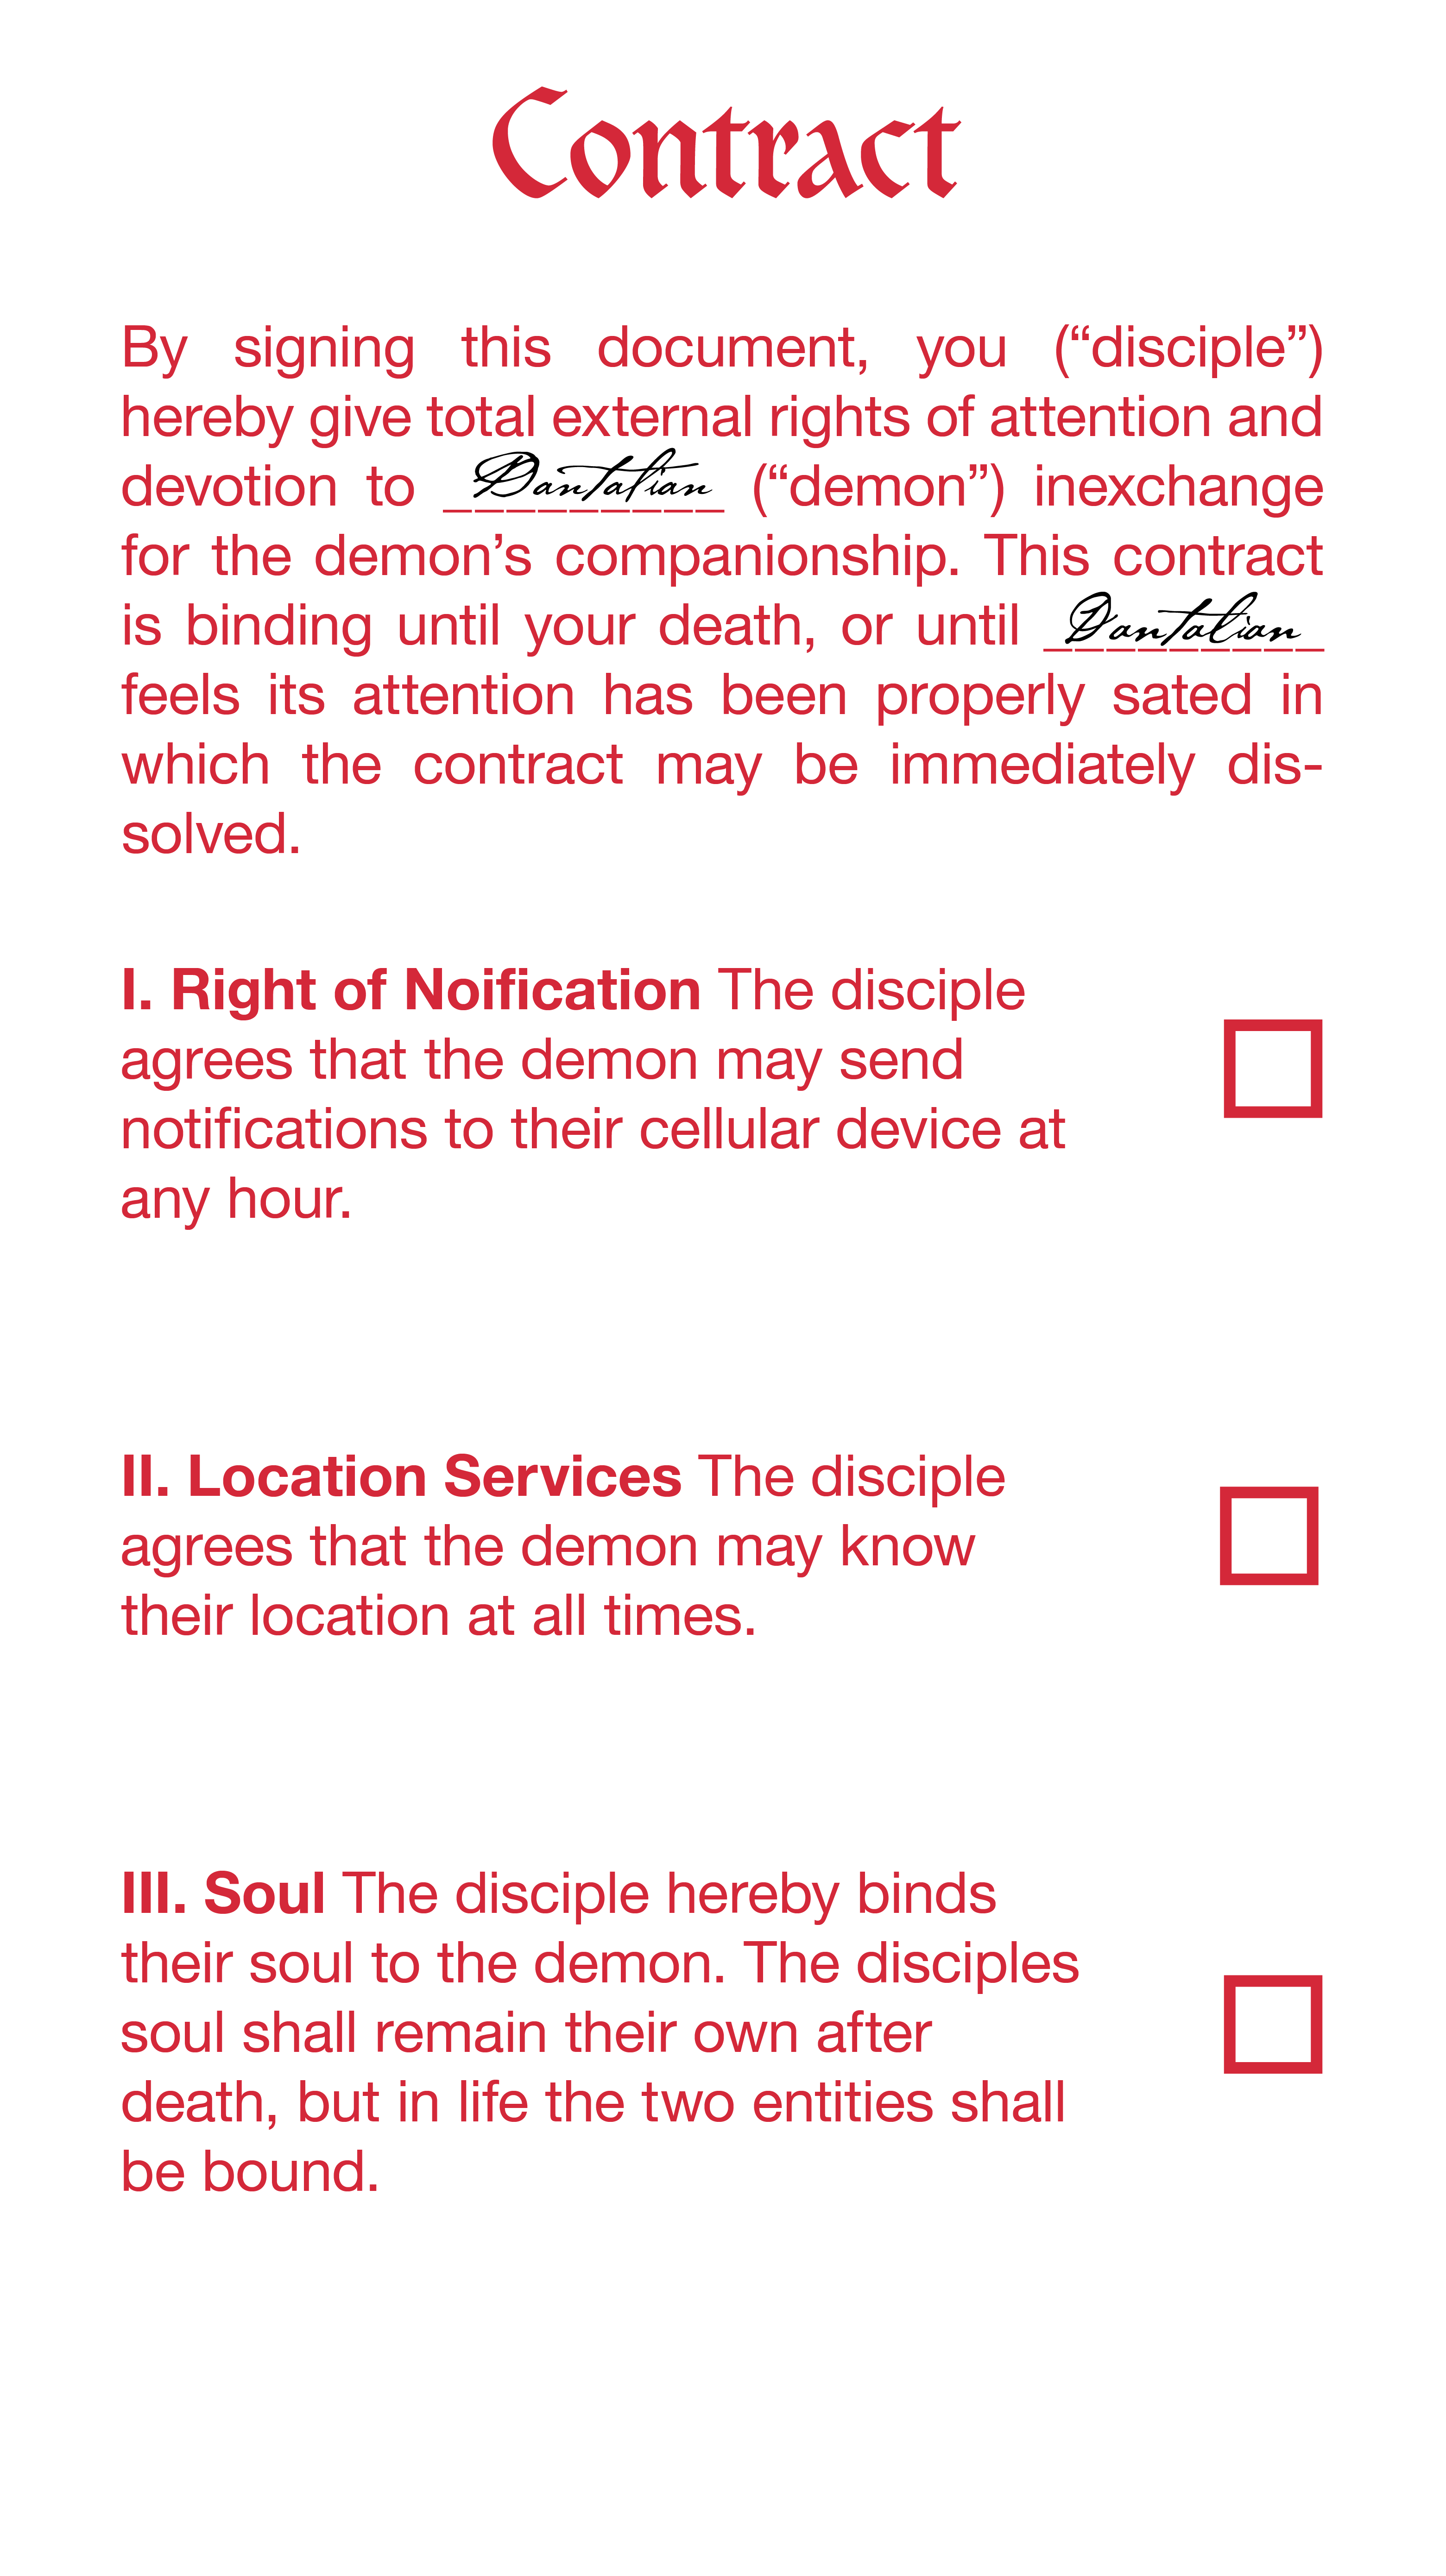 Contract
By signing this document, you (“disciple”)
hereby give total external rights of attention and
devotion to Dantalian (“demon”) inexchange
for the demon’s companionship. This contract
is binding until your death, or until Dantalian
feels its attention has been properly sated in
which the contract may be immediately dis-
solved.
I. Right of Noification The disciple
agrees that the demon may send
notifications to their cellular device at
any hour.
II. Location Services The disciple
agrees that the demon may know
their location at all times.
III. Soul The disciple hereby binds
their soul to the demon. The disciples
soul shall remain their own after
death, but in life the two entities shall
be bound.